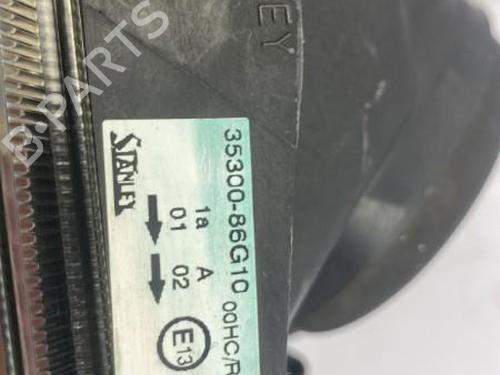 35300-86G10 00HC/R
STANLEY
1a A
01 02
E13
EY
B-PARTS